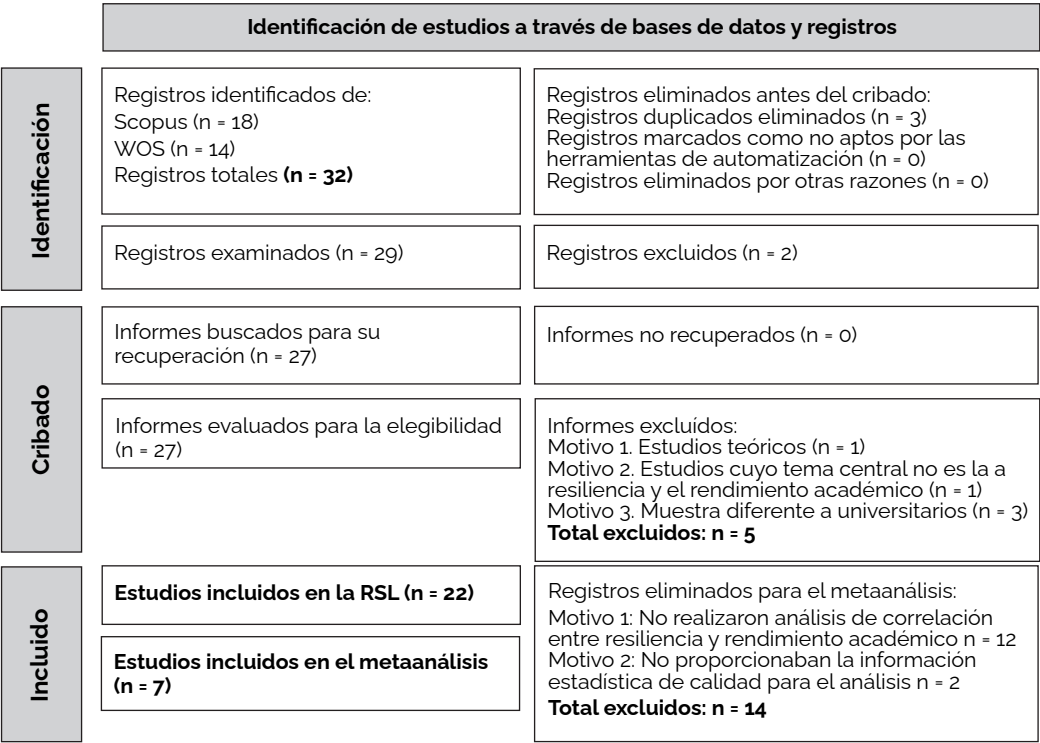 Identificación de estudios a través de bases de datos y registros
Identificación
Registros identificados de:
Scopus (n = 18)
WOS (n = 14)
Registros totales (n = 32)
Registros eliminados antes del cribado:
Registros duplicados eliminados (n = 3)
Registros marcados como no aptos por las
herramientas de automatización (n = 0)
Registros eliminados por otras razones (n = 0)
Registros examinados (n = 29)
Registros excluidos (n = 2)
Cribado
Informes buscados para su
recuperación (n = 27)
Informes no recuperados (n = 0)
Informes evaluados para la elegibilidad
(n = 27)
Informes excluídos:
Motivo 1. Estudios teóricos (n = 1)
Motivo 2. Estudios cuyo tema central no es la a
resiliencia y el rendimiento académico (n = 1)
Motivo 3. Muestra diferente a universitarios (n = 3)
Total excluidos: n = 5
Incluido
Estudios incluidos en la RSL (n = 22)
Estudios incluidos en el metaanálisis
(n = 7)
Registros eliminados para el metaanálisis:
Motivo 1: No realizaron análisis de correlación
entre resiliencia y rendimiento académico n = 12
Motivo 2: No proporcionaban la información
estadística de calidad para el análisis n = 2
Total excluidos: n = 14